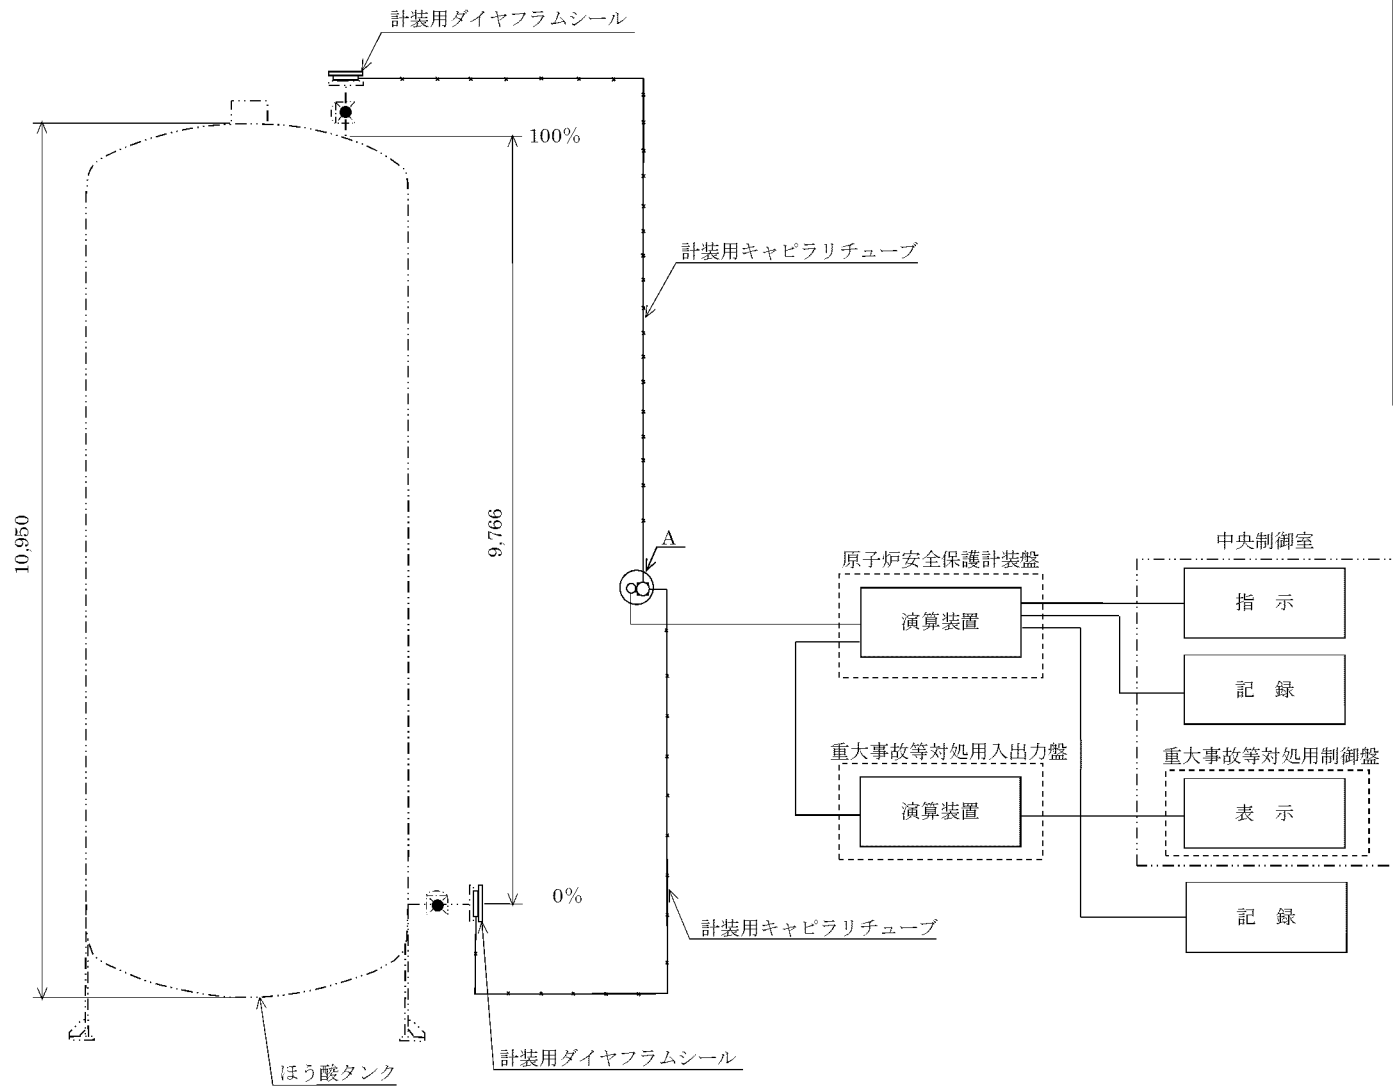 計装用ダイヤフラムシール
100%
計装用キャピラリチューブ
10,950
9,766
A
原子炉安全保護計装盤
演算装置
中央制御室
指 示
記 録
重大事故等対処用入出力盤
演算装置
重大事故等対処用制御盤
表 示
0%
計装用キャピラリチューブ
記 録
計装用ダイヤフラムシール
ほう酸タンク